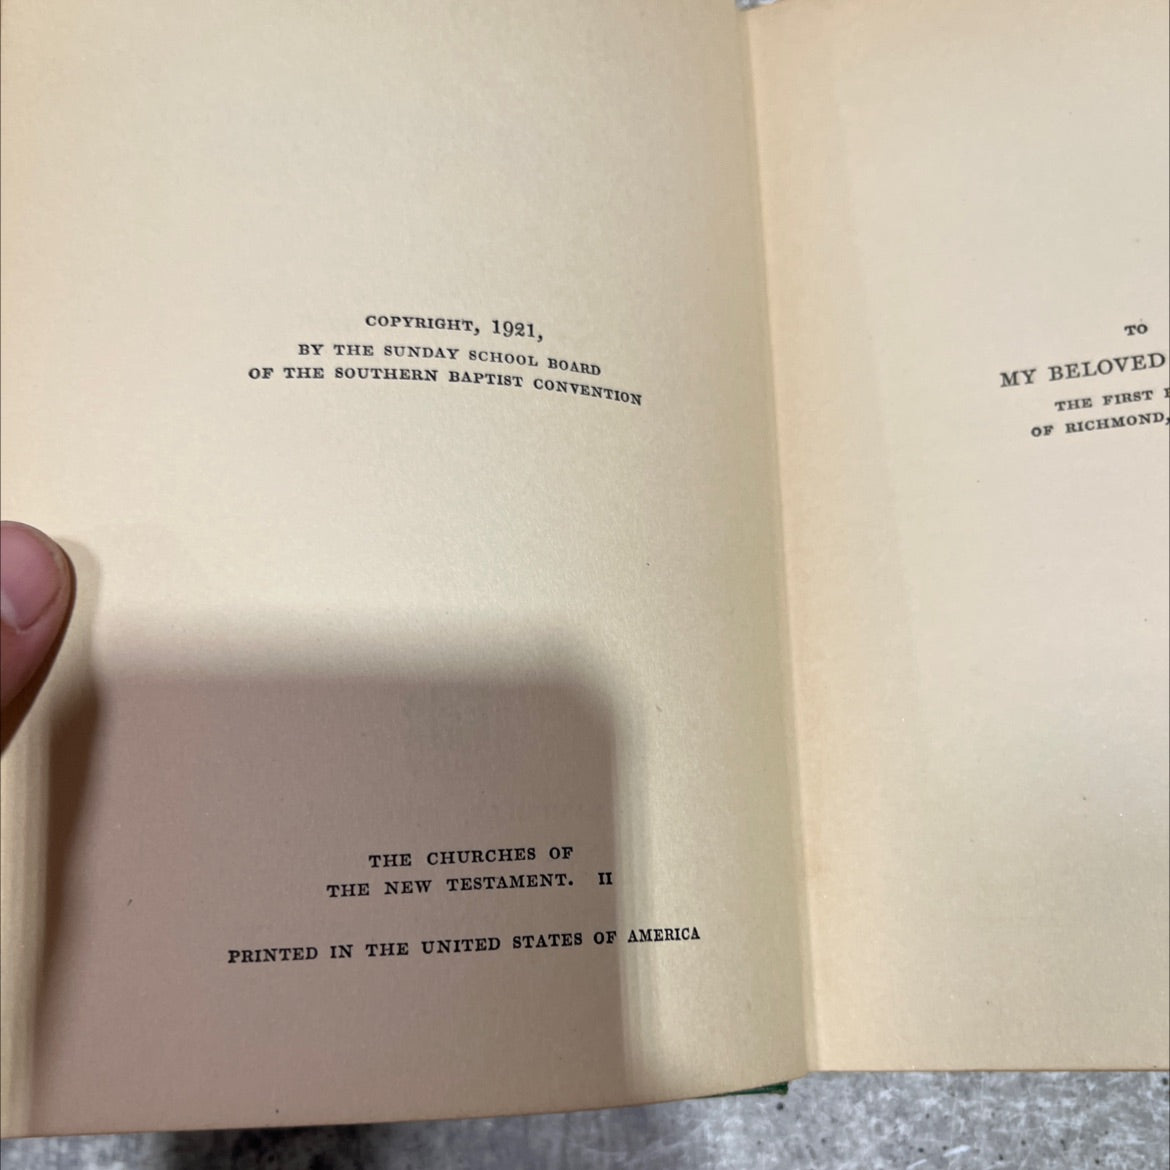 COPYRIGHT, 1921,
BY THE SUNDAY SCHOOL BOARD
OF THE SOUTHERN BAPTIST CONVENTION
THE CHURCHES OF
THE NEW TESTAMENT. II
PRINTED IN THE UNITED STATES OF AMERICA
TO
MY BELOVED
THE FIRST
OF RICHMOND,